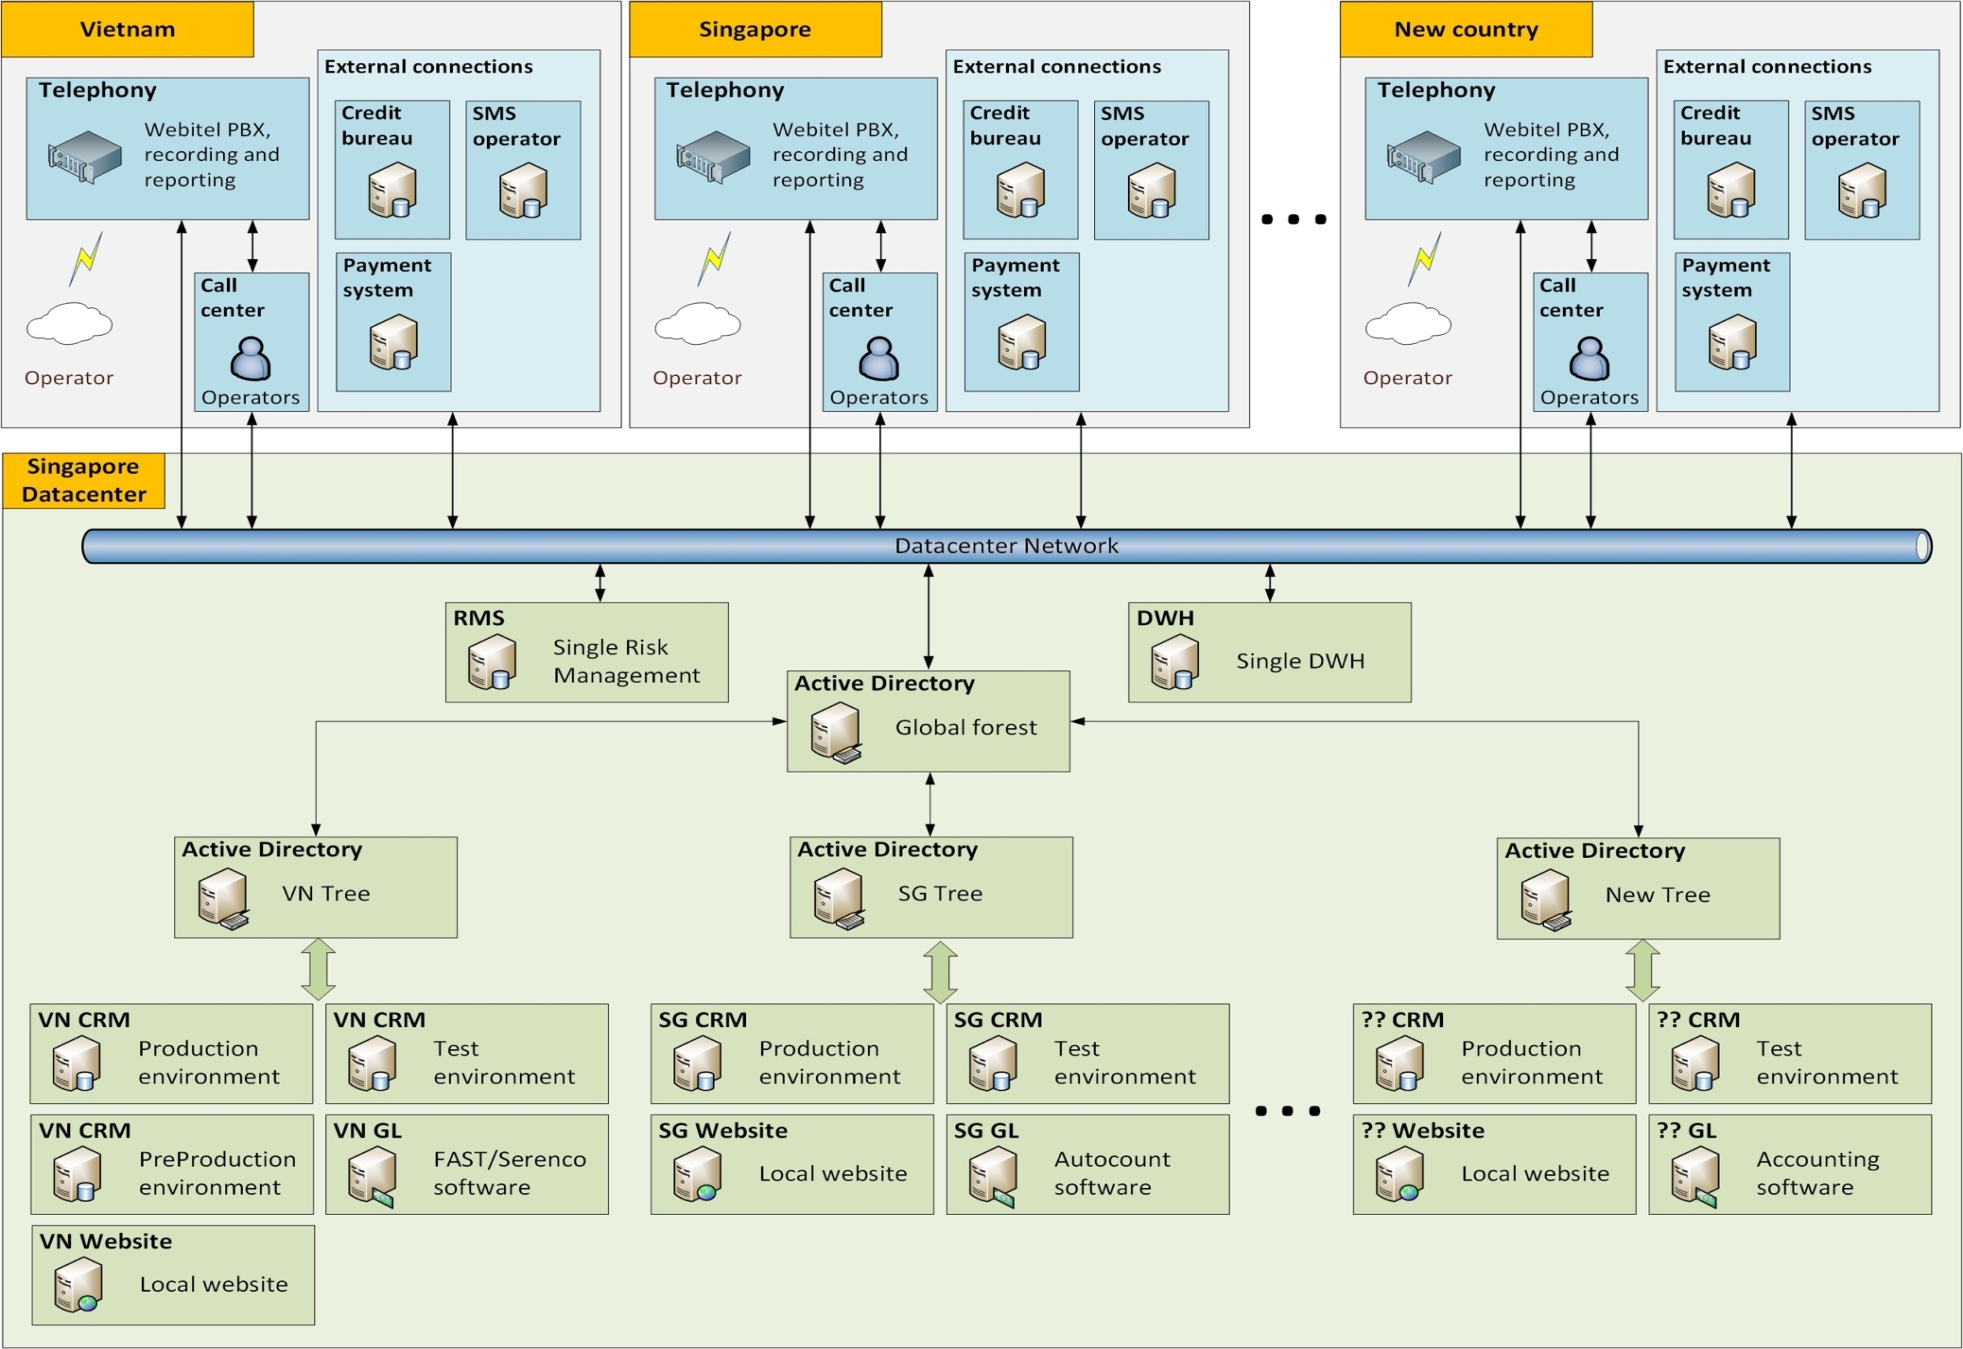 Vietnam
Telephony
Webitel PBX,
recording and
reporting
Operator
Call
center
Operators
External connections
Credit
bureau
SMS
operator
Payment
system
Singapore
Telephony
Webitel PBX,
recording and
reporting
Operator
Call
center
Operators
External connections
Credit
bureau
SMS
operator
Payment
system
...
New country
Telephony
Webitel PBX,
recording and
reporting
Operator
Call
center
Operators
External connections
Credit
bureau
SMS
operator
Payment
system
Singapore
Datacenter
Datacenter Network
RMS
Single Risk
Management
DWH
Single DWH
Active Directory
Global forest
Active Directory
VN Tree
Active Directory
SG Tree
Active Directory
New Tree
VN CRM
Production
environment
VN CRM
Test
environment
VN CRM
PreProduction
environment
VN GL
FAST/Serenco
software
VN Website
Local website
SG CRM
Production
environment
SG CRM
Test
environment
SG Website
Local website
SG GL
Autocount
software
...
?? CRM
Production
environment
?? CRM
Test
environment
?? Website
Local website
?? GL
Accounting
software